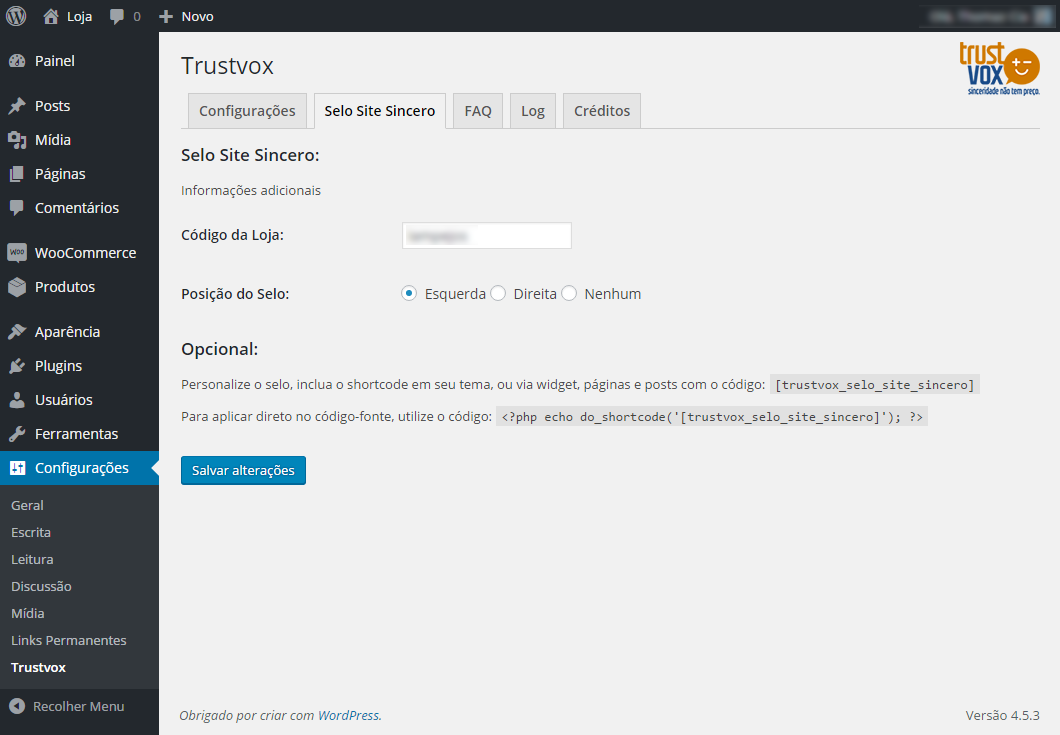 Loja 0 Novo
Painel
Posts
Mídia
Páginas
Comentários
WooCommerce
Produtos
Aparência
Plugins
Usuários
Ferramentas
Configurações
Geral
Escrita
Leitura
Discussão
Mídia
Links Permanentes
Trustvox
Recolher Menu
Trustvox
trust
vox
sinceridade não tem preço.
Configurações Selo Site Sincero FAQ Log Créditos
Selo Site Sincero:
Informações adicionais
Código da Loja:
Posição do Selo: Esquerda Direita Nenhum
Opcional:
Personalize o selo, inclua o shortcode em seu tema, ou via widget, páginas e posts com o código: [trustvox_selo_site_sincero]
Para aplicar direto no código-fonte, utilize o código: <?php echo do_shortcode('[trustvox_selo_site_sincero]'); ?>
Salvar alterações
Obrigado por criar com WordPress. Versão 4.5.3